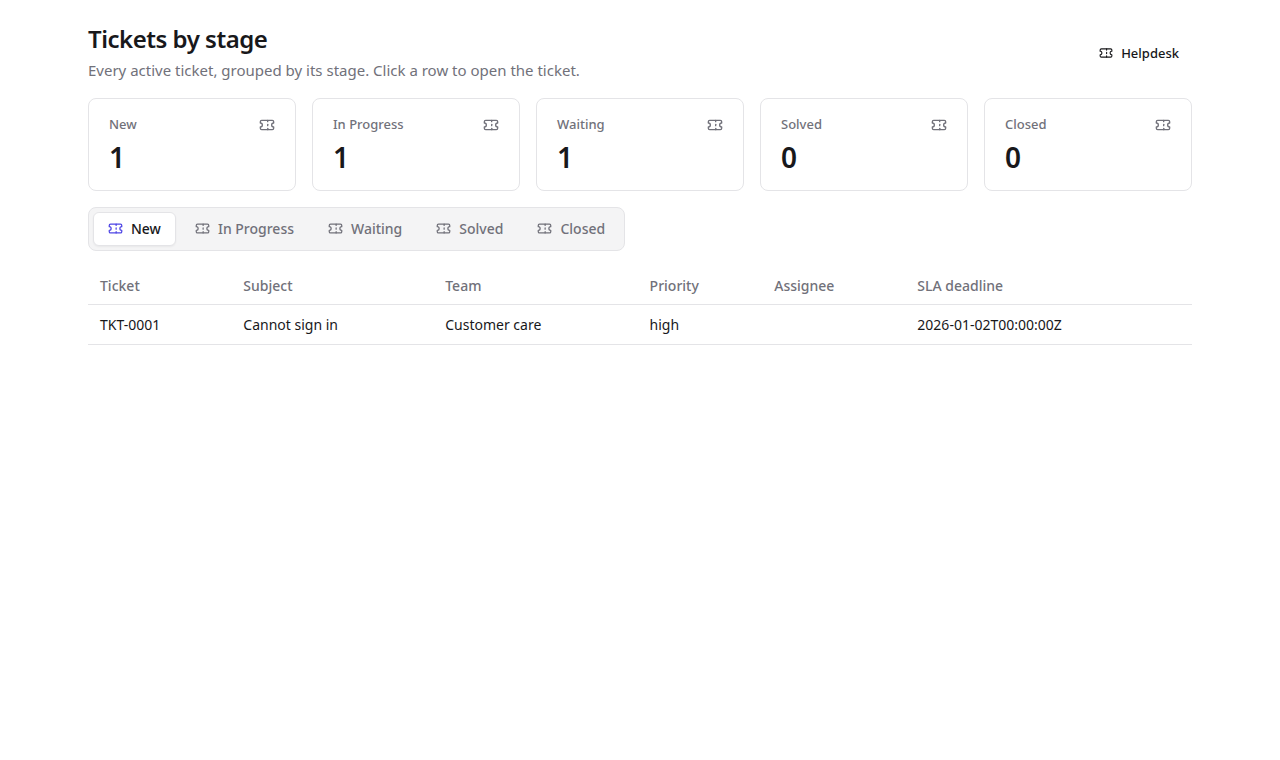 Tickets by stage
Helpdesk
Every active ticket, grouped by its stage. Click a row to open the ticket.
New In Progress Waiting Solved Closed
1 1 1 0 0
New In Progress Waiting Solved Closed
Ticket Subject Team Priority Assignee SLA deadline
TKT-0001 Cannot sign in Customer care high 2026-01-02T00:00:00Z